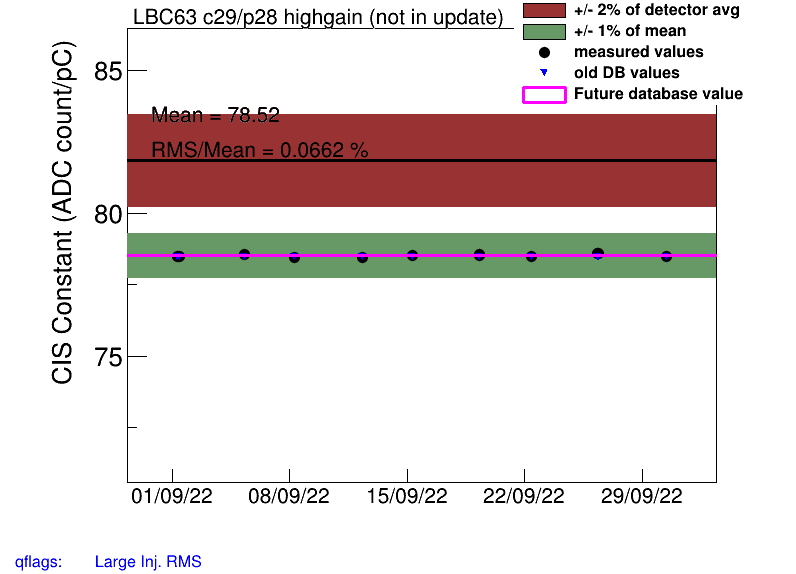 LBC63 c29/p28 highgain (not in update)
+/- 2% of detector avg
+/- 1% of mean
measured values
old DB values
Future database value
CIS Constant (ADC count/pC)
85
Mean = 78.52
RMS/Mean = 0.0662 %
80
75
01/09/22 08/09/22 15/09/22 22/09/22 29/09/22
qflags: Large Inj. RMS